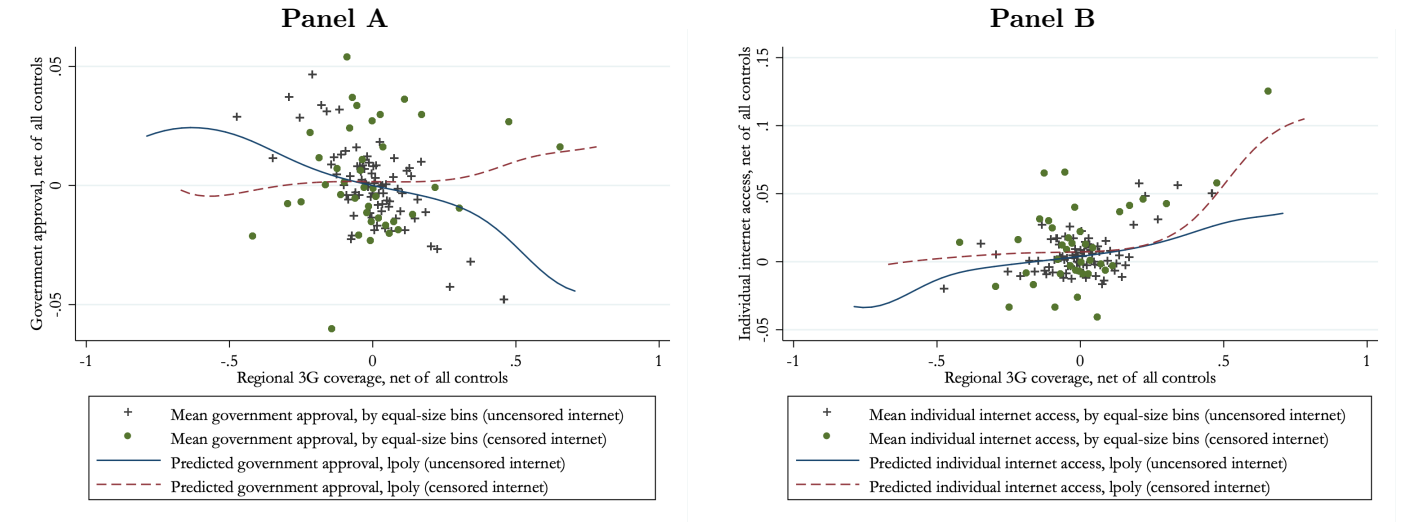 Panel A
Government approval, net of all controls
.05
0
-.05
-1
-.5
0
.5
1
Regional 3G coverage, net of all controls
Mean government approval, by equal-size bins (uncensored internet)
Mean government approval, by equal-size bins (censored internet)
Predicted government approval, lpoly (uncensored internet)
Predicted government approval, lpoly (censored internet)
Panel B
Individual internet access, net of all controls
.15
.1
.05
0
-.05
-1
-.5
0
.5
1
Regional 3G coverage, net of all controls
Mean individual internet access, by equal-size bins (uncensored internet)
Mean individual internet access, by equal-size bins (censored internet)
Predicted individual internet access, lpoly (uncensored internet)
Predicted individual internet access, lpoly (censored internet)